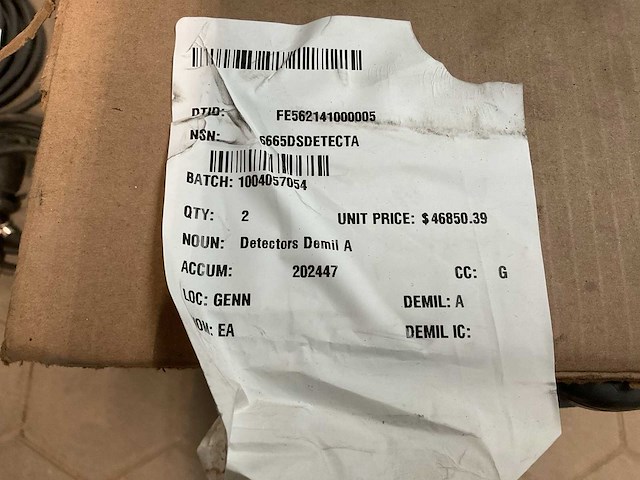 DTID: FE562141000005
NSN: 6665DSDETECTA
BATCH: 1004057054
QTY: 2 UNIT PRICE: $46850.39
NOUN: Detectors Demil A
ACCUM: 202447 CC: G
LOC: GENN DEMIL: A
EA DEMIL IC: